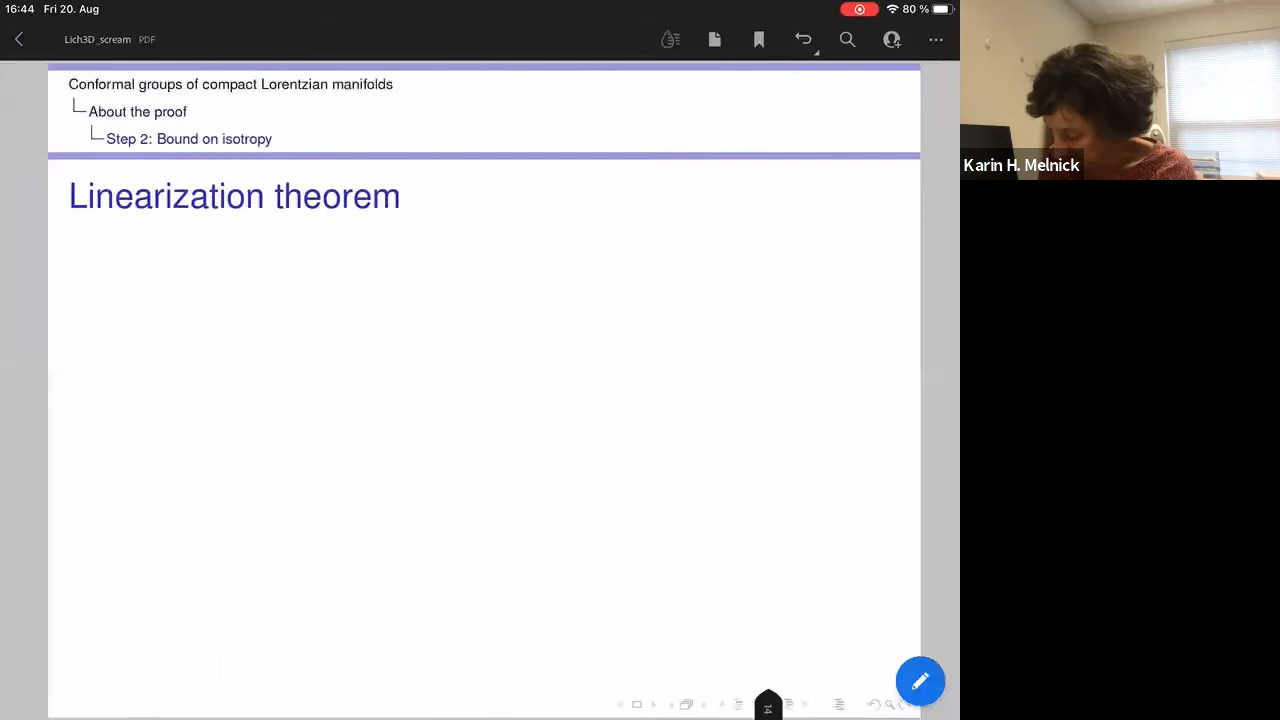 16:44 Fri 20. Aug
80 %
Lich3D_scream PDF
Conformal groups of compact Lorentzian manifolds
About the proof
Step 2: Bound on isotropy
Linearization theorem
14
Karin H. Melnick